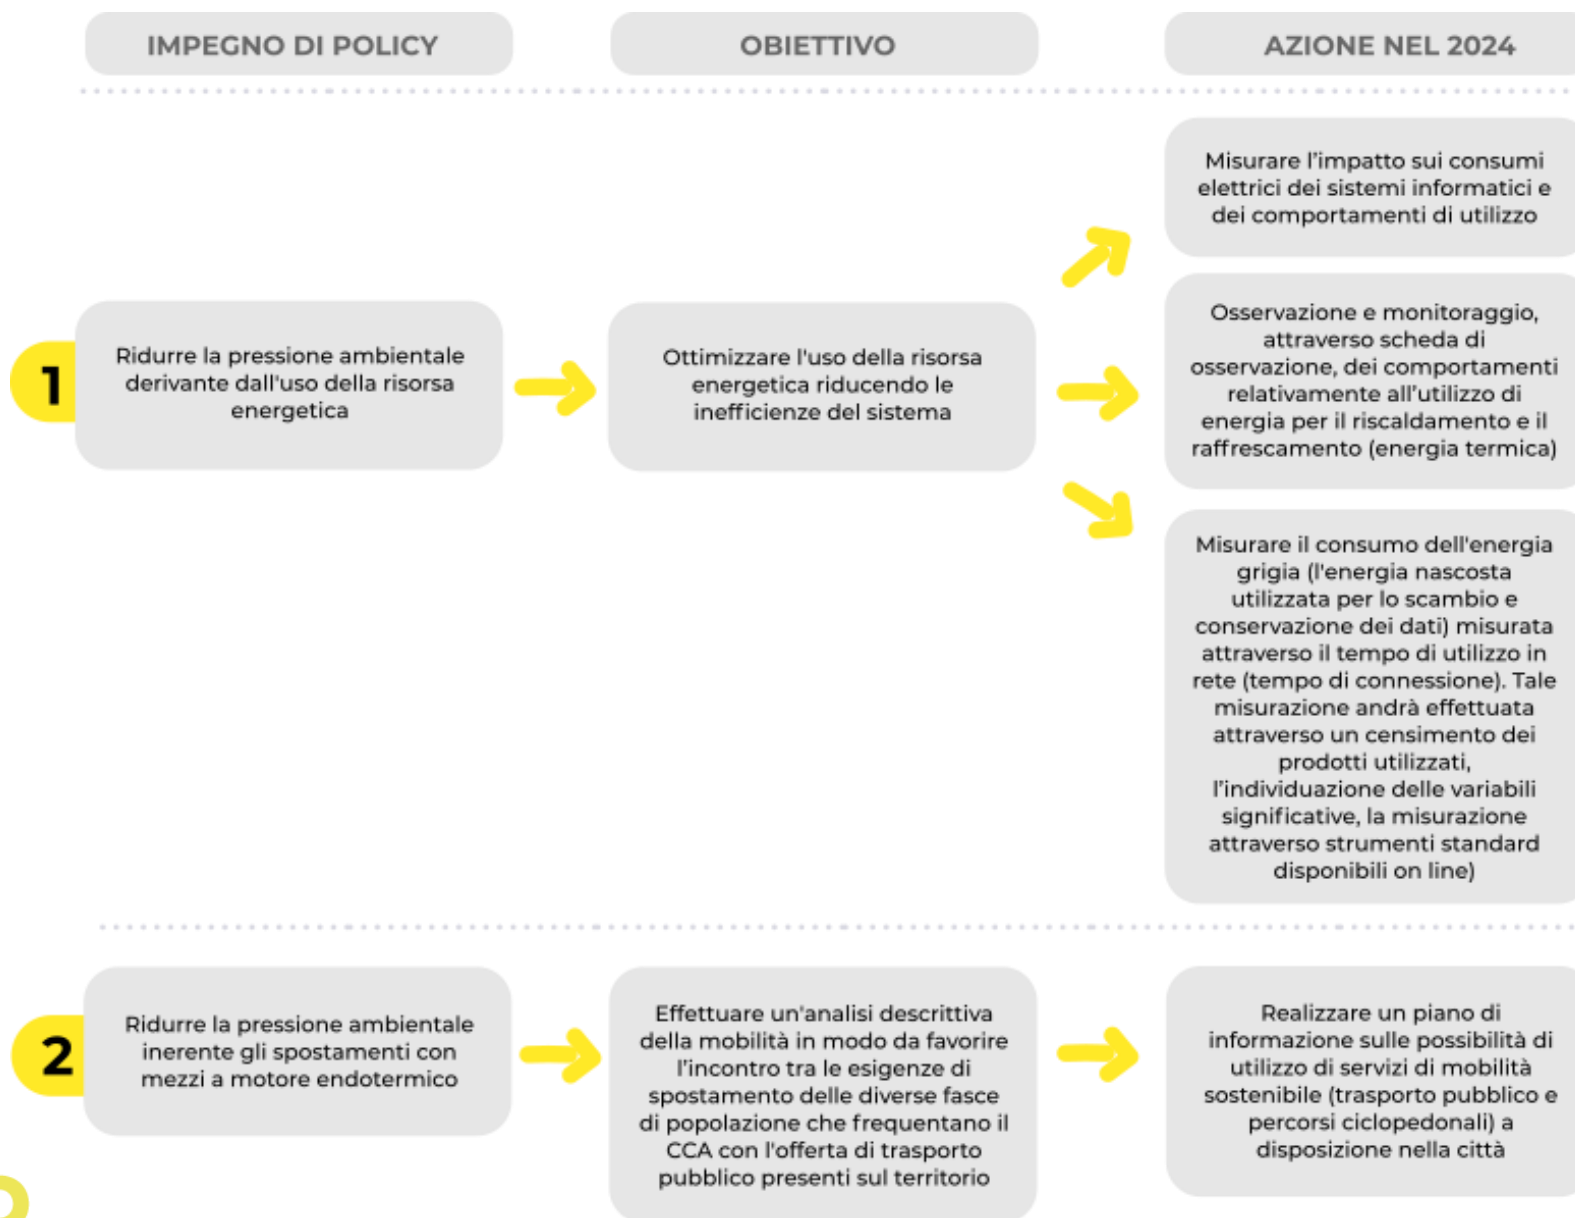 IMPEGNO DI POLICY
OBIETTIVO
AZIONE NEL 2024
1
Ridurre la pressione ambientale
derivante dall'uso della risorsa
energetica
Ottimizzare l'uso della risorsa
energetica riducendo le
inefficienze del sistema
Misurare l’impatto sui consumi
elettrici dei sistemi informatici e
dei comportamenti di utilizzo
Osservazione e monitoraggio,
attraverso scheda di
osservazione, dei comportamenti
relativamente all’utilizzo di
energia per il riscaldamento e il
raffrescamento (energia termica)
Misurare il consumo dell'energia
grigia (l'energia nascosta
utilizzata per lo scambio e
conservazione dei dati) misurata
attraverso il tempo di utilizzo in
rete (tempo di connessione). Tale
misurazione andrà effettuata
attraverso un censimento dei
prodotti utilizzati,
l’individuazione delle variabili
significative, la misurazione
attraverso strumenti standard
disponibili on line)
2
Ridurre la pressione ambientale
inerente gli spostamenti con
mezzi a motore endotermico
Effettuare un'analisi descrittiva
della mobilità in modo da favorire
l’incontro tra le esigenze di
spostamento delle diverse fasce
di popolazione che frequentano il
CCA con l'offerta di trasporto
pubblico presenti sul territorio
Realizzare un piano di
informazione sulle possibilità di
utilizzo di servizi di mobilità
sostenibile (trasporto pubblico e
percorsi ciclopedonali) a
disposizione nella città